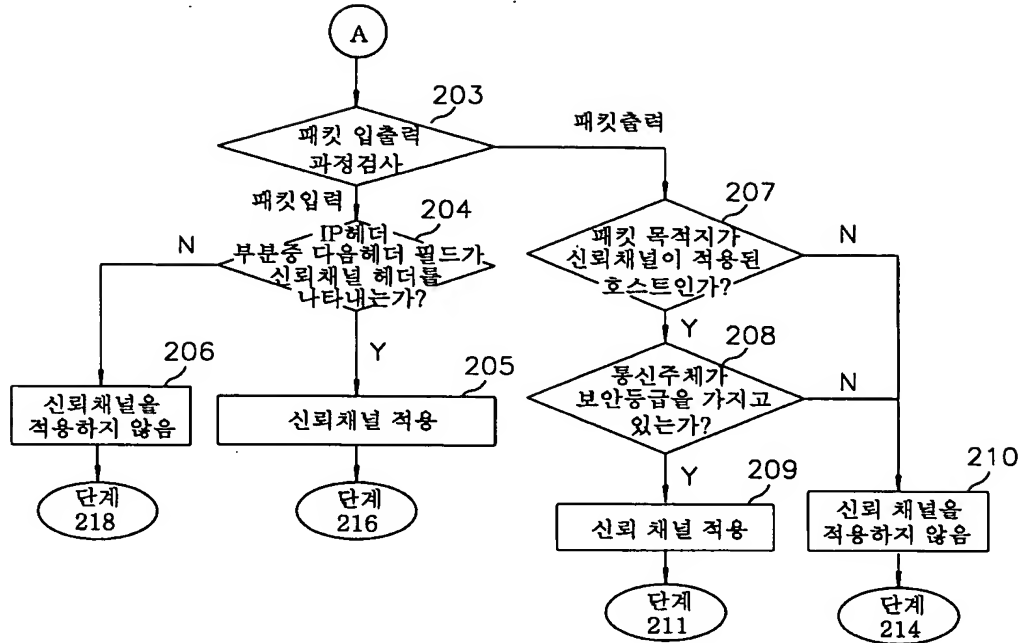 A
203
패킷 입출력
과정검사
패킷출력
패킷입력
204
IP헤더
부분중 다음헤더 필드가
신뢰채널 헤더를
나타내는가?
N
Y
207
패킷 목적지가
신뢰채널이 적용된
호스트인가?
N
Y
208
통신주체가
보안등급을 가지고
있는가?
N
Y
206
신뢰채널을
적용하지 않음
205
신뢰채널 적용
209
신뢰 채널 적용
210
신뢰 채널을
적용하지 않음
단계
218
단계
216
단계
211
단계
214